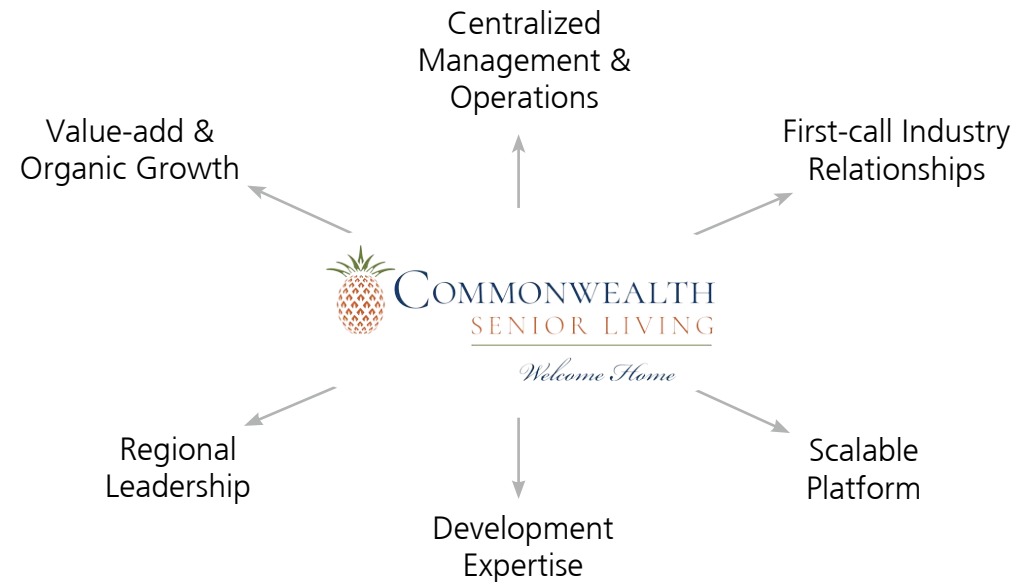 Centralized
Management &
Operations
Value-add &
Organic Growth
First-call Industry
Relationships
COMMONWEALTH
SENIOR LIVING
Welcome Home
Regional
Leadership
Scalable
Platform
Development
Expertise